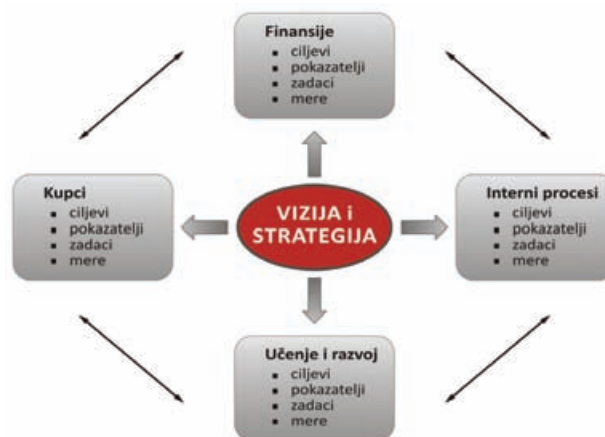 Finansije
▪ ciljevi
▪ pokazatelji
▪ zadaci
▪ mere
Kupci
▪ ciljevi
▪ pokazatelji
▪ zadaci
▪ mere
VIZIJA i
STRATEGIJA
Interni procesi
▪ ciljevi
▪ pokazatelji
▪ zadaci
▪ mere
Učenje i razvoj
▪ ciljevi
▪ pokazatelji
▪ zadaci
▪ mere